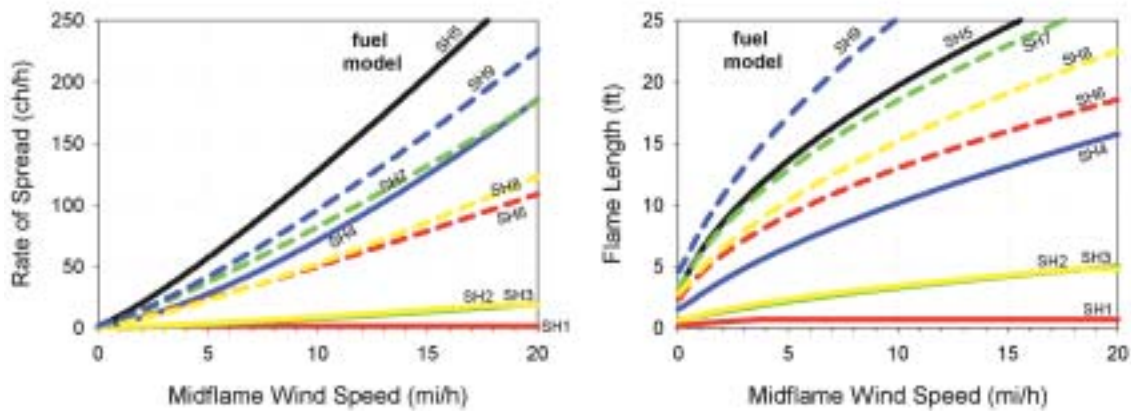 250
200
150
100
50
0
Rate of Spread (ch/h)
fuel
model
SH5
SH9
SH7
SH4
SH8
SH6
SH2
SH3
SH1
0
5
10
15
20
Midflame Wind Speed (mi/h)
25
20
15
10
5
0
Flame Length (ft)
fuel
model
SH9
SH5
SH7
SH8
SH6
SH4
SH2
SH3
SH1
0
5
10
15
20
Midflame Wind Speed (mi/h)